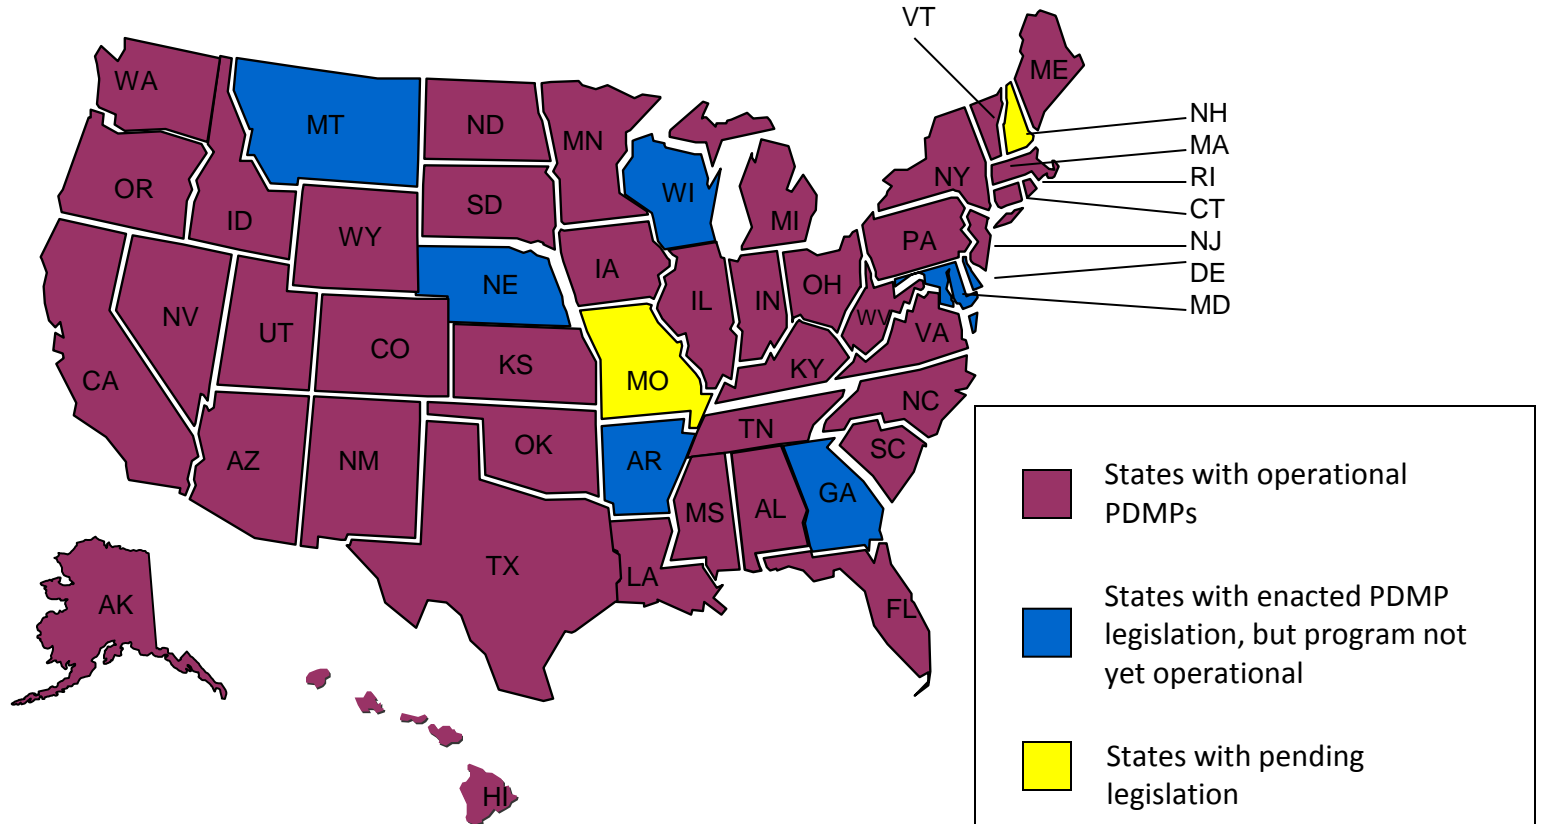 VT
ME
WA
NH
MT
ND
MN
MA
OR
WI
NY
RI
ID
SD
MI
CT
WY
PA
NJ
IA
DE
NE
OH
IL
IN
MD
NV
WV
UT
VA
CO
KS
KY
CA
MO
NC
TN
OK
SC
AZ
NM
AR
GA
MS
AL
TX
LA
AK
FL
HI
States with operational
PDMPs
States with enacted PDMP
legislation, but program not
yet operational
States with pending
legislation